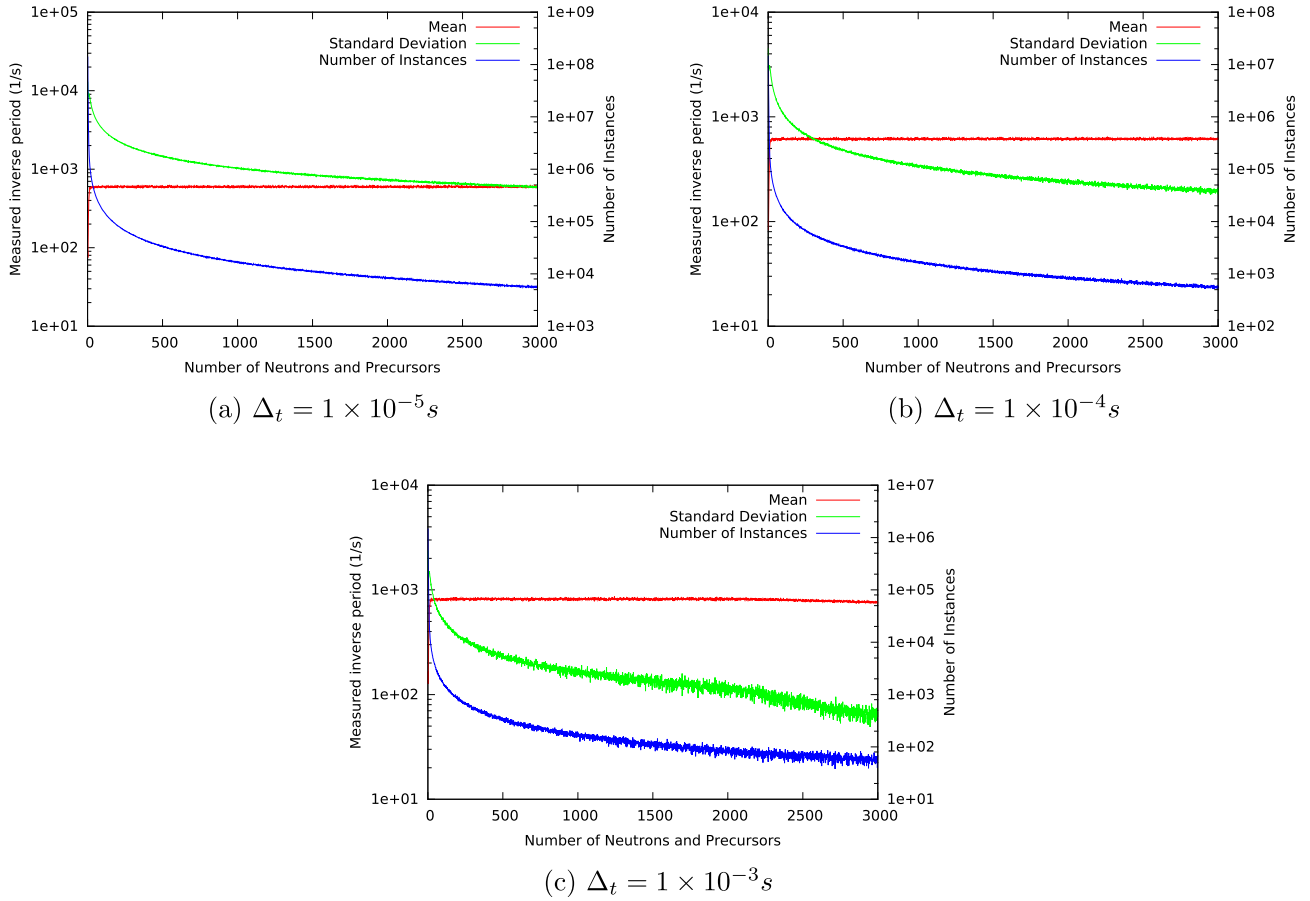 Mean
Standard Deviation
Number of Instances
1e+05
1e+04
1e+03
1e+02
1e+01
Measured inverse period (1/s)
1e+09
1e+08
1e+07
1e+06
1e+05
1e+04
1e+03
Number of Instances
0 500 1000 1500 2000 2500 3000
Number of Neutrons and Precursors
(a) Δₜ = 1 × 10⁻⁵s
Mean
Standard Deviation
Number of Instances
1e+04
1e+03
1e+02
1e+01
Measured inverse period (1/s)
1e+08
1e+07
1e+06
1e+05
1e+04
1e+03
1e+02
Number of Instances
0 500 1000 1500 2000 2500 3000
Number of Neutrons and Precursors
(b) Δₜ = 1 × 10⁻⁴s
Mean
Standard Deviation
Number of Instances
1e+04
1e+03
1e+02
1e+01
Measured inverse period (1/s)
1e+07
1e+06
1e+05
1e+04
1e+03
1e+02
1e+01
Number of Instances
0 500 1000 1500 2000 2500 3000
Number of Neutrons and Precursors
(c) Δₜ = 1 × 10⁻³s